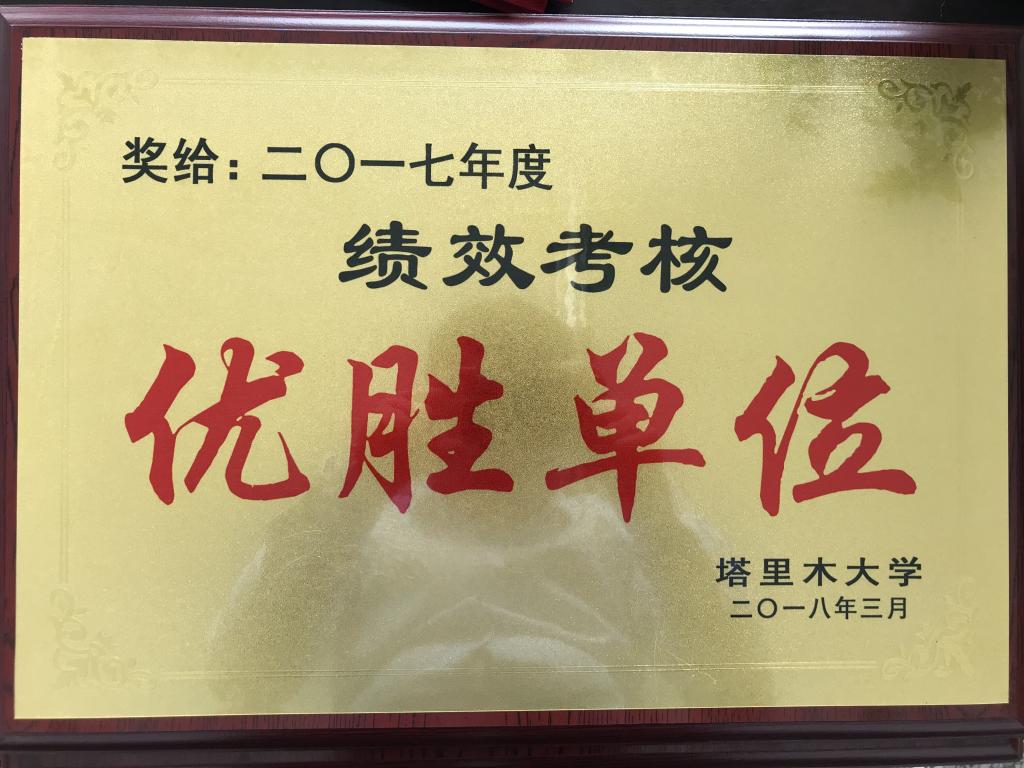 奖给：二〇一七年度
绩效考核
优胜单位
塔里木大学
二〇一八年三月